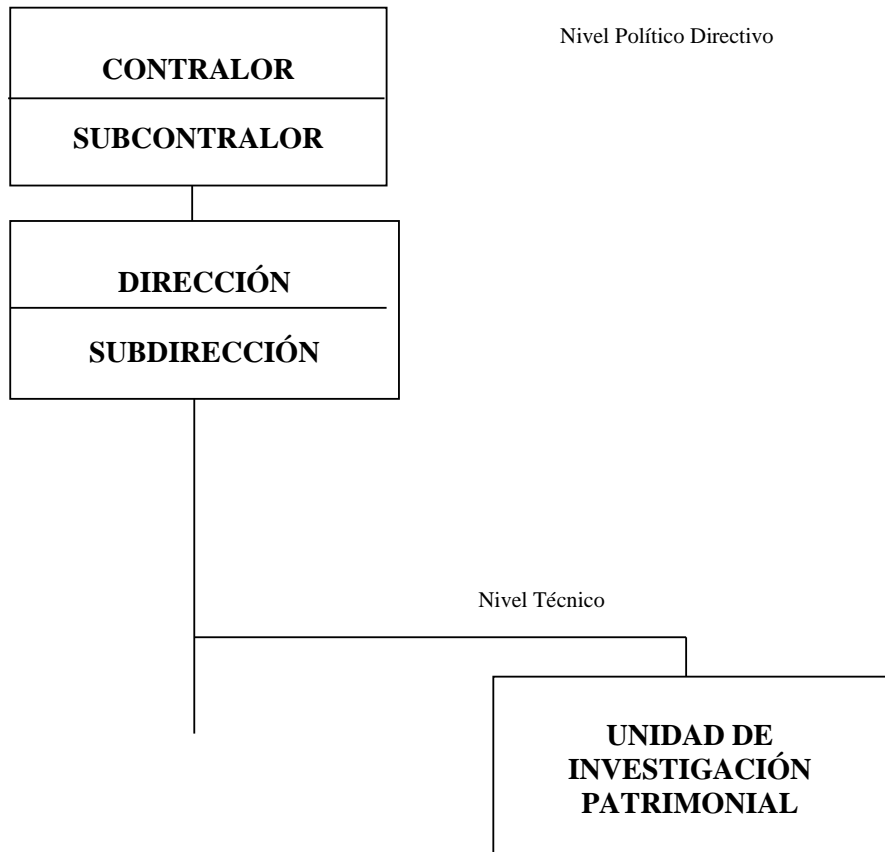 Nivel Político Directivo
CONTRALOR
SUBCONTRALOR
DIRECCIÓN
SUBDIRECCIÓN
Nivel Técnico
UNIDAD DE
INVESTIGACIÓN
PATRIMONIAL